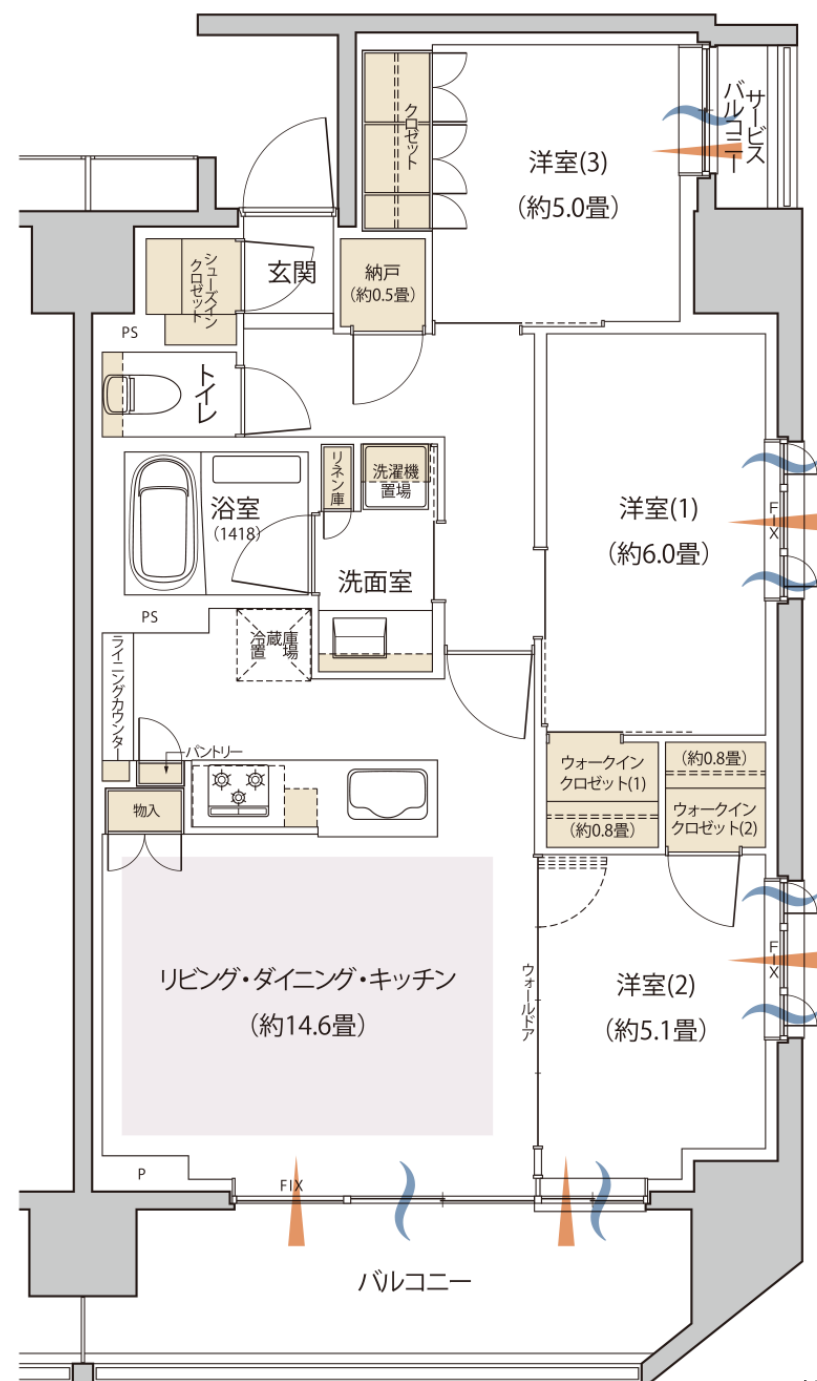 クロゼット
洋室(3)
(約5.0畳)
サービス
バルコニー
シューズイン
クロゼット
玄関
納戸
(約0.5畳)
PS
トイレ
リネン庫
洗濯機
置場
浴室
(1418)
洗面室
洋室(1)
(約6.0畳)
FIX
PS
冷蔵庫
置場
ライニングカウンター
パントリー
物入
ウォークイン
クロゼット(1)
(約0.8畳)
(約0.8畳)
ウォークイン
クロゼット(2)
リビング・ダイニング・キッチン
(約14.6畳)
ウォールドア
洋室(2)
(約5.1畳)
FIX
P
FIX
バルコニー